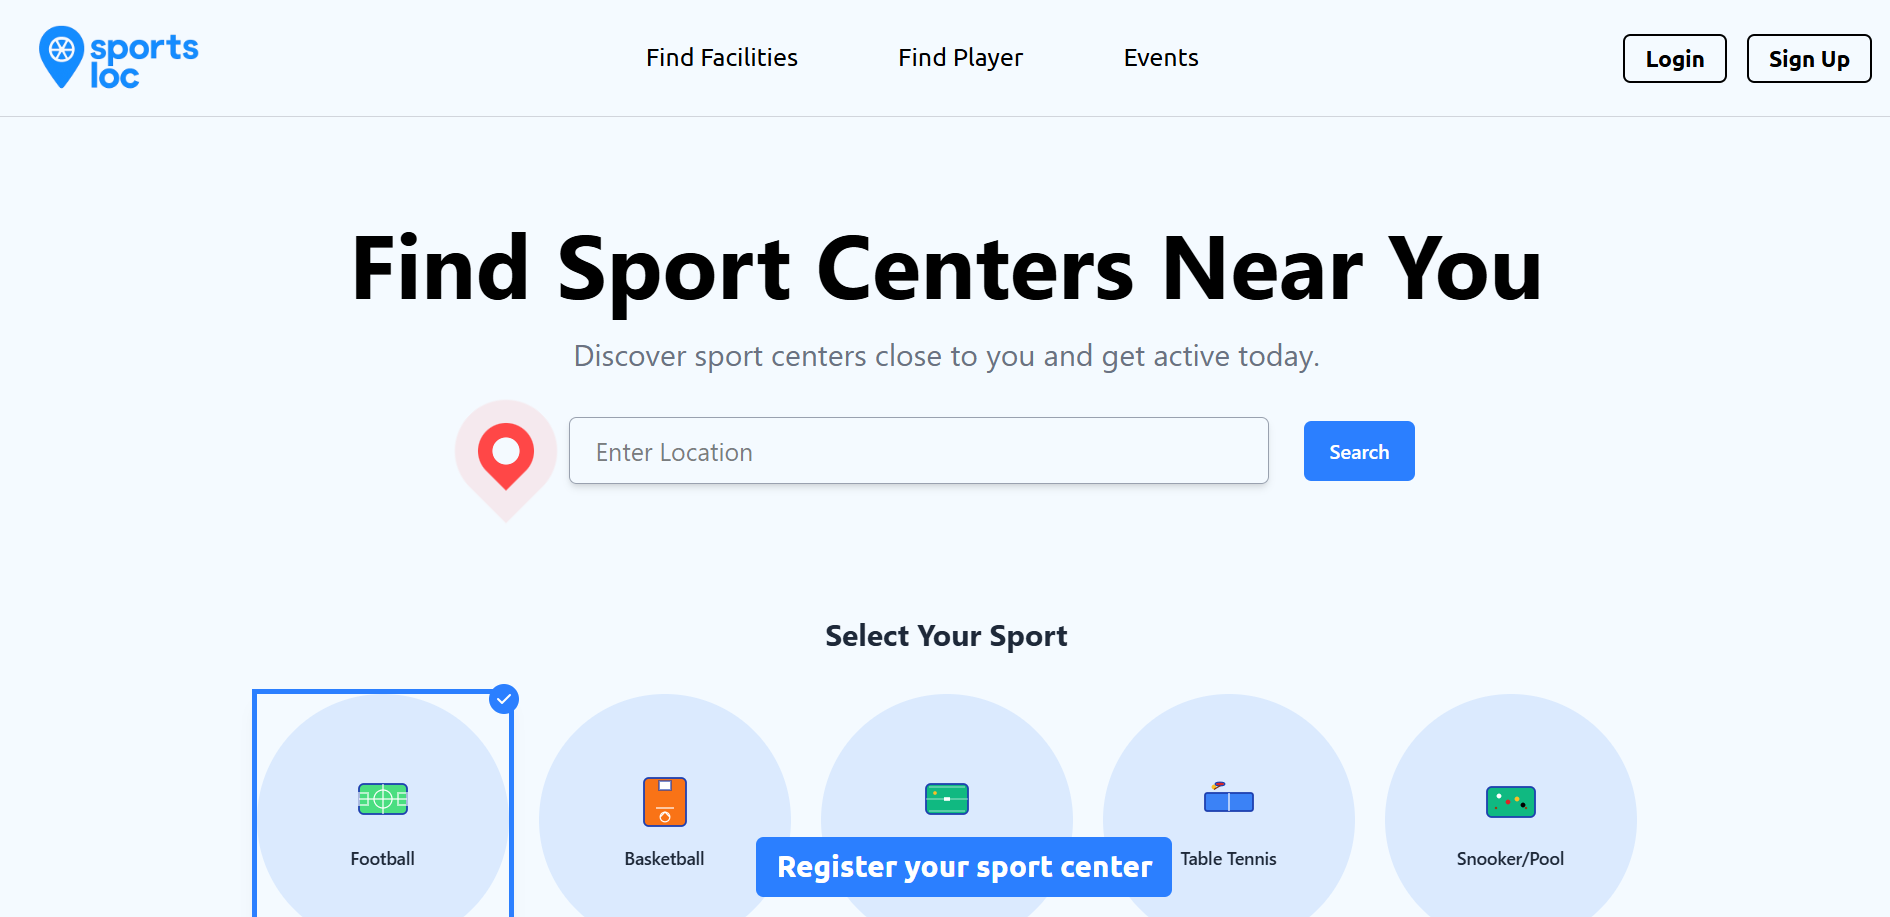 sports
loc
Find Facilities
Find Player
Events
Login
Sign Up
Find Sport Centers Near You
Discover sport centers close to you and get active today.
Enter Location
Search
Select Your Sport
Football
Basketball
Table Tennis
Snooker/Pool
Register your sport center